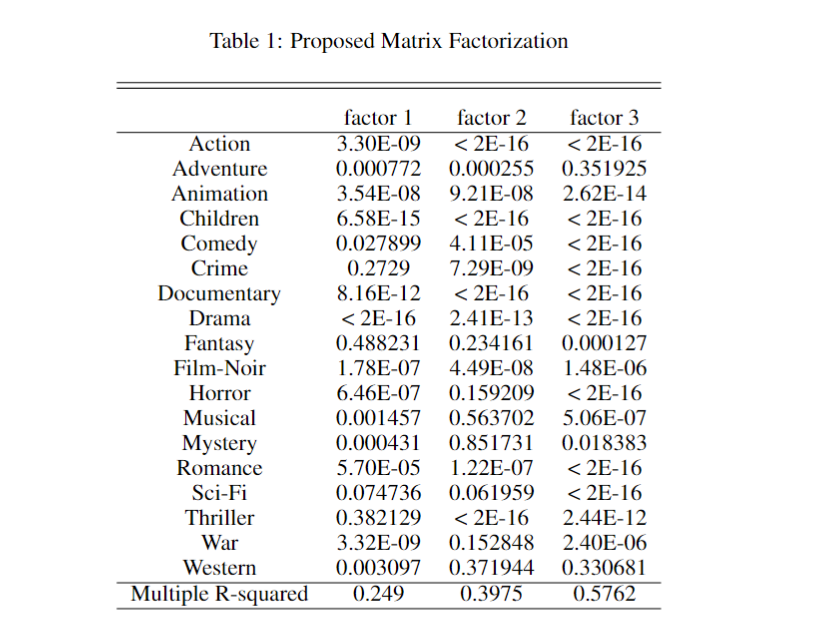 Table 1: Proposed Matrix Factorization
factor 1 factor 2 factor 3
Action 3.30E-09 < 2E-16 < 2E-16
Adventure 0.000772 0.000255 0.351925
Animation 3.54E-08 9.21E-08 2.62E-14
Children 6.58E-15 < 2E-16 < 2E-16
Comedy 0.027899 4.11E-05 < 2E-16
Crime 0.2729 7.29E-09 < 2E-16
Documentary 8.16E-12 < 2E-16 < 2E-16
Drama < 2E-16 2.41E-13 < 2E-16
Fantasy 0.488231 0.234161 0.000127
Film-Noir 1.78E-07 4.49E-08 1.48E-06
Horror 6.46E-07 0.159209 < 2E-16
Musical 0.001457 0.563702 5.06E-07
Mystery 0.000431 0.851731 0.018383
Romance 5.70E-05 1.22E-07 < 2E-16
Sci-Fi 0.074736 0.061959 < 2E-16
Thriller 0.382129 < 2E-16 2.44E-12
War 3.32E-09 0.152848 2.40E-06
Western 0.003097 0.371944 0.330681
Multiple R-squared 0.249 0.3975 0.5762